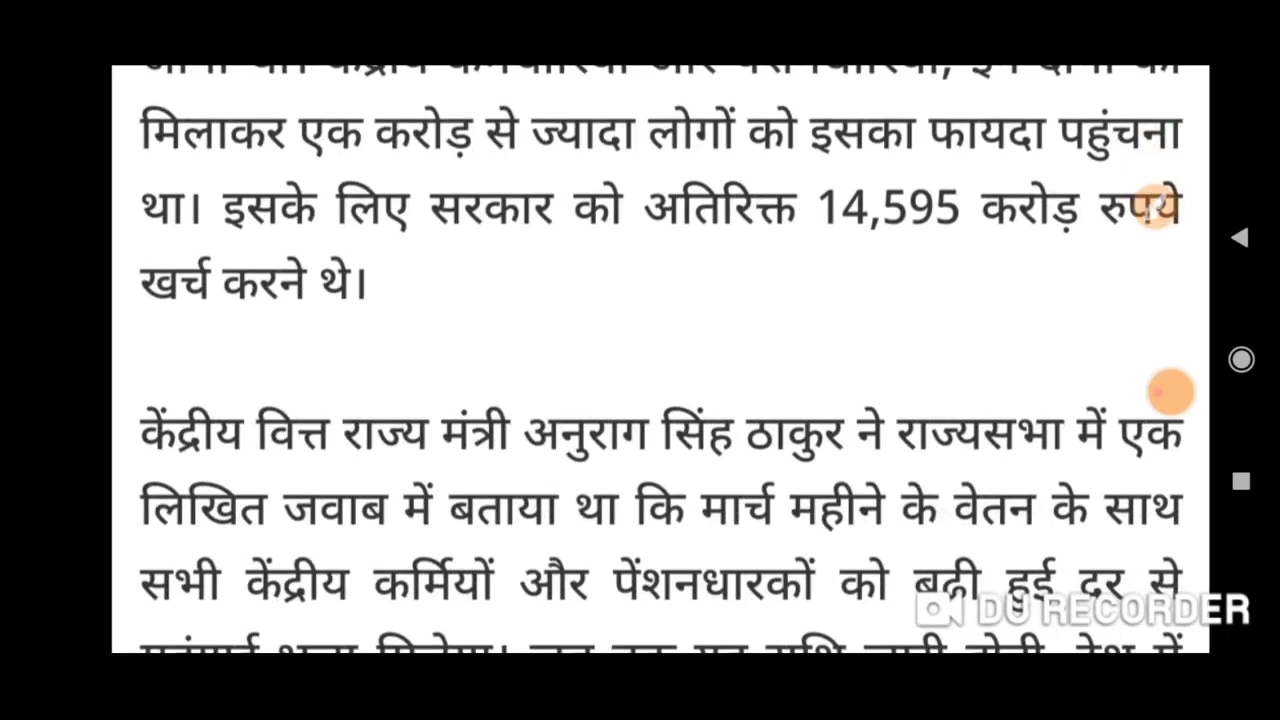 मिलाकर एक करोड़ से ज्यादा लोगों को इसका फायदा पहुंचना
था। इसके लिए सरकार को अतिरिक्त 14,595 करोड़ रुपये
खर्च करने थे।
केंद्रीय वित्त राज्य मंत्री अनुराग सिंह ठाकुर ने राज्यसभा में एक
लिखित जवाब में बताया था कि मार्च महीने के वेतन के साथ
सभी केंद्रीय कर्मियों और पेंशनधारकों को बढ़ी हुई दर से
DU RECORDER